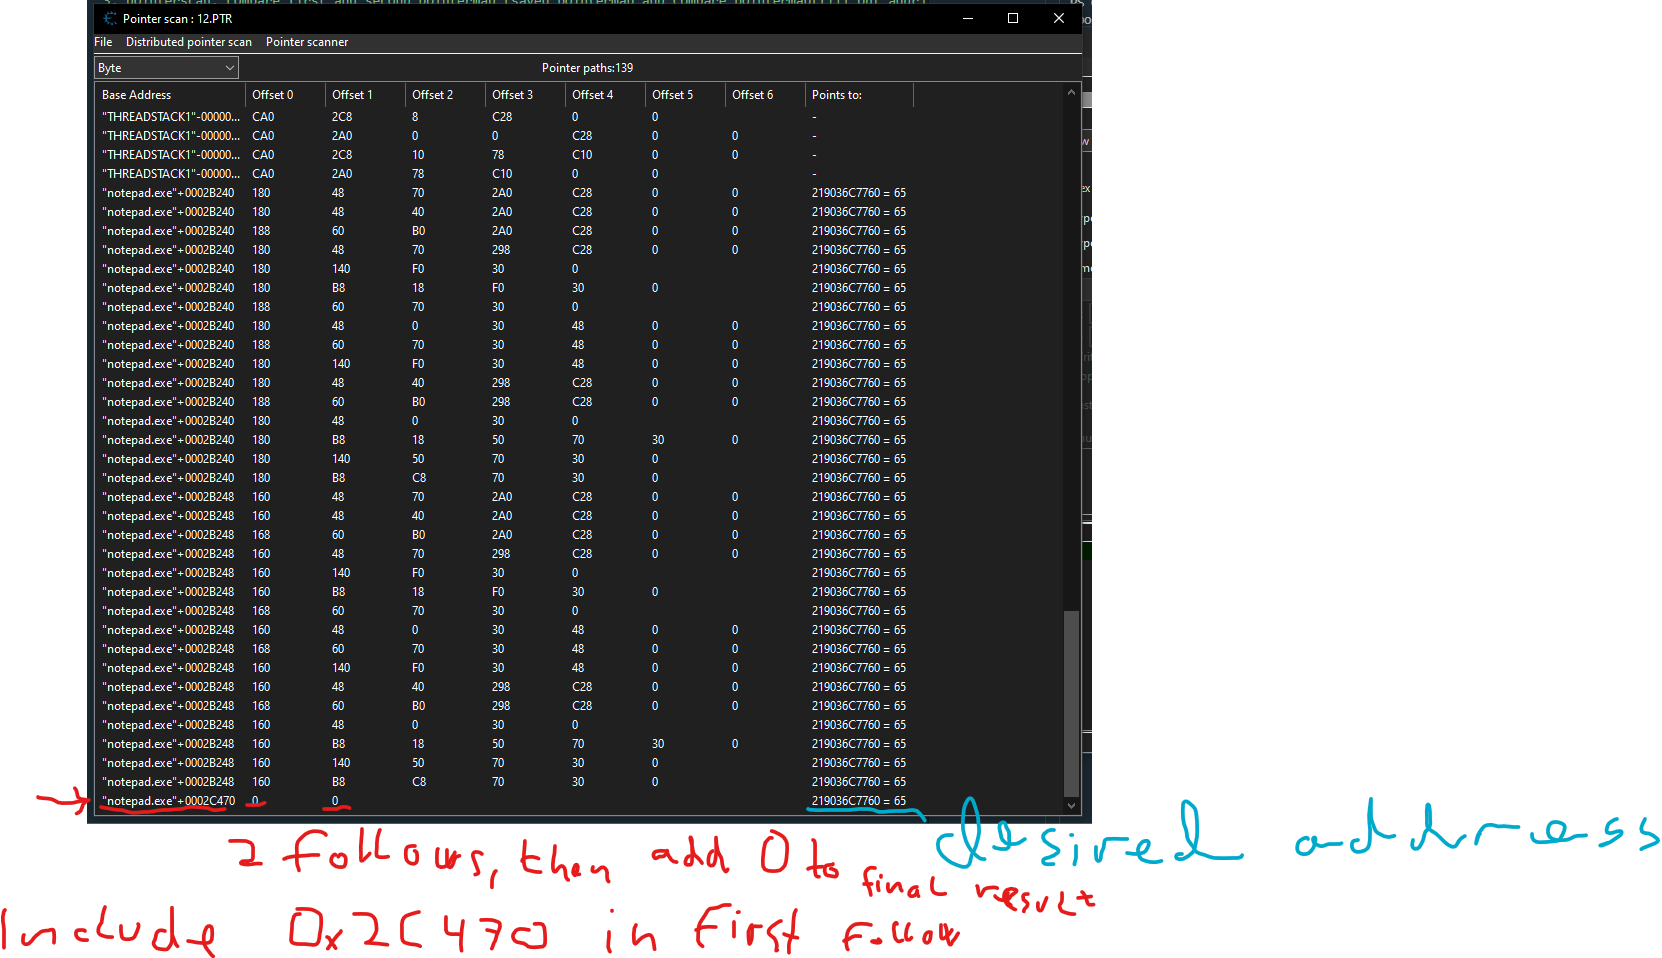 Pointer scan : 12.PTR
File Distributed pointer scan Pointer scanner
Byte Pointer paths:139
Base Address Offset 0 Offset 1 Offset 2 Offset 3 Offset 4 Offset 5 Offset 6 Points to:
"THREADSTACK1"-00000... CA0 2C8 8 C28 0 0 -
"THREADSTACK1"-00000... CA0 2A0 0 0 C28 0 0 -
"THREADSTACK1"-00000... CA0 2C8 10 78 C10 0 0 -
"THREADSTACK1"-00000... CA0 2A0 78 C10 0 0 -
"notepad.exe"+0002B240 180 48 70 2A0 C28 0 0 219036C7760 = 65
"notepad.exe"+0002B240 180 48 40 2A0 C28 0 0 219036C7760 = 65
"notepad.exe"+0002B240 188 60 B0 2A0 C28 0 0 219036C7760 = 65
"notepad.exe"+0002B240 180 48 70 298 C28 0 0 219036C7760 = 65
"notepad.exe"+0002B240 180 140 F0 30 0 219036C7760 = 65
"notepad.exe"+0002B240 180 B8 18 F0 30 0 219036C7760 = 65
"notepad.exe"+0002B240 188 60 70 30 0 219036C7760 = 65
"notepad.exe"+0002B240 180 48 0 30 48 0 0 219036C7760 = 65
"notepad.exe"+0002B240 188 60 70 30 48 0 0 219036C7760 = 65
"notepad.exe"+0002B240 180 140 F0 30 48 0 0 219036C7760 = 65
"notepad.exe"+0002B240 180 48 40 298 C28 0 0 219036C7760 = 65
"notepad.exe"+0002B240 188 60 B0 298 C28 0 0 219036C7760 = 65
"notepad.exe"+0002B240 180 48 0 30 0 219036C7760 = 65
"notepad.exe"+0002B240 180 B8 18 50 70 30 0 219036C7760 = 65
"notepad.exe"+0002B240 180 140 50 70 30 0 219036C7760 = 65
"notepad.exe"+0002B240 180 B8 C8 70 30 0 219036C7760 = 65
"notepad.exe"+0002B248 160 48 70 2A0 C28 0 0 219036C7760 = 65
"notepad.exe"+0002B248 160 48 40 2A0 C28 0 0 219036C7760 = 65
"notepad.exe"+0002B248 168 60 B0 2A0 C28 0 0 219036C7760 = 65
"notepad.exe"+0002B248 160 48 70 298 C28 0 0 219036C7760 = 65
"notepad.exe"+0002B248 160 140 F0 30 0 219036C7760 = 65
"notepad.exe"+0002B248 160 B8 18 F0 30 0 219036C7760 = 65
"notepad.exe"+0002B248 168 60 70 30 0 219036C7760 = 65
"notepad.exe"+0002B248 160 48 0 30 48 0 0 219036C7760 = 65
"notepad.exe"+0002B248 168 60 70 30 48 0 0 219036C7760 = 65
"notepad.exe"+0002B248 160 140 F0 30 48 0 0 219036C7760 = 65
"notepad.exe"+0002B248 160 48 40 298 C28 0 0 219036C7760 = 65
"notepad.exe"+0002B248 168 60 B0 298 C28 0 0 219036C7760 = 65
"notepad.exe"+0002B248 160 48 0 30 0 219036C7760 = 65
"notepad.exe"+0002B248 160 B8 18 50 70 30 0 219036C7760 = 65
"notepad.exe"+0002B248 160 140 50 70 30 0 219036C7760 = 65
"notepad.exe"+0002B248 160 B8 C8 70 30 0 219036C7760 = 65
"notepad.exe"+0002C470 0 0 219036C7760 = 65
desired address
2 follows, then add 0 to final result
Include 0x2C470 in first follow